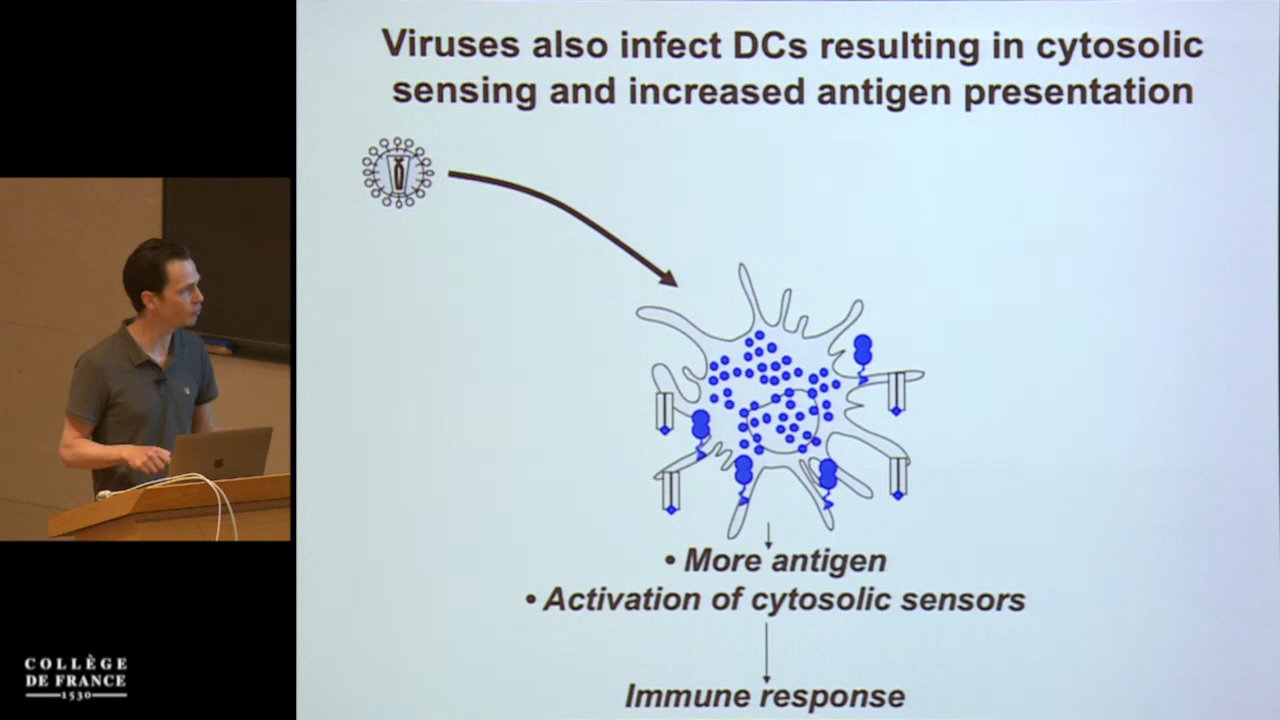 Viruses also infect DCs resulting in cytosolic
sensing and increased antigen presentation
• More antigen
• Activation of cytosolic sensors
Immune response
COLLÈGE
DE FRANCE
1530